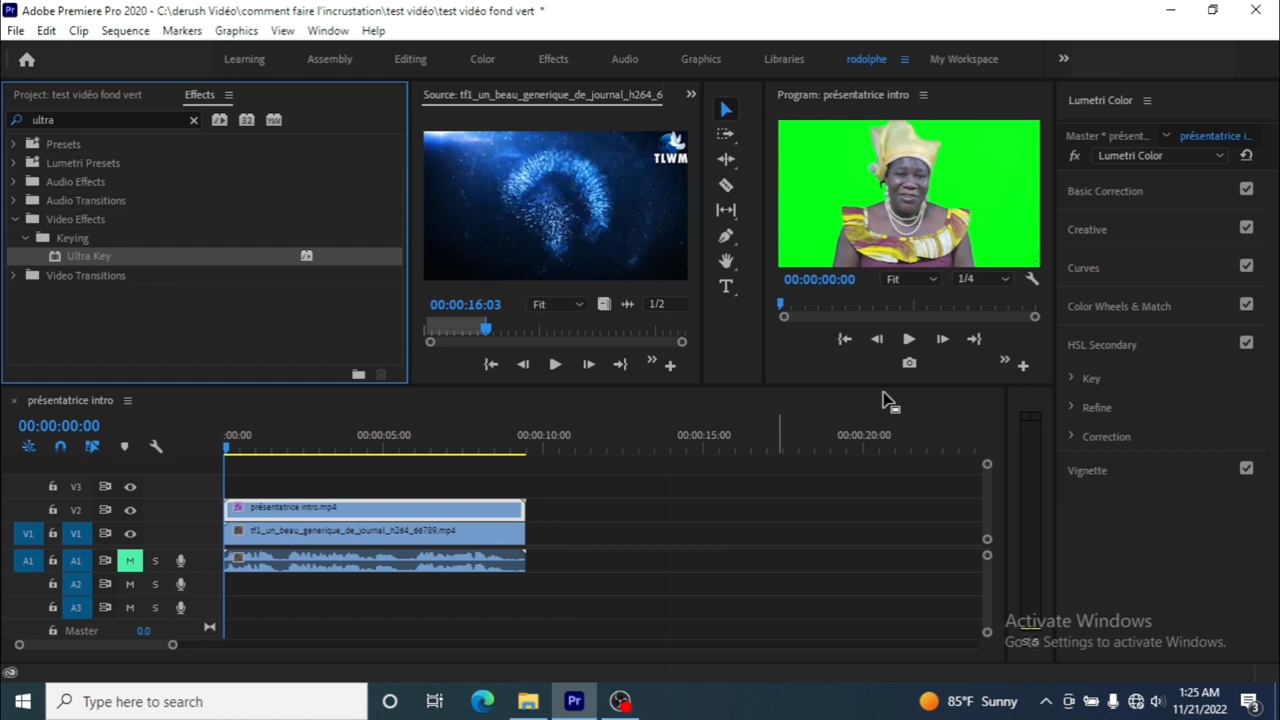 Adobe Premiere Pro 2020 - C:\derush Vidéo\comment faire l'incrustation\test vidéo\test vidéo fond vert *
File Edit Clip Sequence Markers Graphics View Window Help
Learning Assembly Editing Color Effects Audio Graphics Libraries rodolphe My Workspace
Project: test vidéo fond vert Effects
ultra
Presets
Lumetri Presets
Audio Effects
Audio Transitions
Video Effects
Keying
Ultra Key
Video Transitions
Source: tf1_un_beau_generique_de_journal_h264_6
TLWM
00:00:16:03 Fit 1/2
T
Program: présentatrice intro
00:00:00:00 Fit 1/4
Lumetri Color
Master * présent... présentatrice i...
fx Lumetri Color
Basic Correction
Creative
Curves
Color Wheels & Match
HSL Secondary
Key
Refine
Correction
Vignette
présentatrice intro
00:00:00:00
:00:00 00:00:05:00 00:00:10:00 00:00:15:00 00:00:20:00
V3
V2 présentatrice intro.mp4
V1 V1 tf1_un_beau_generique_de_journal_h264_66789.mp4
A1 A1 M S
A2 M S
A3 M S
Master 0.0
S S
Activate Windows
Go to Settings to activate Windows.
Type here to search
Pr
85°F Sunny
1:25 AM
11/21/2022
3